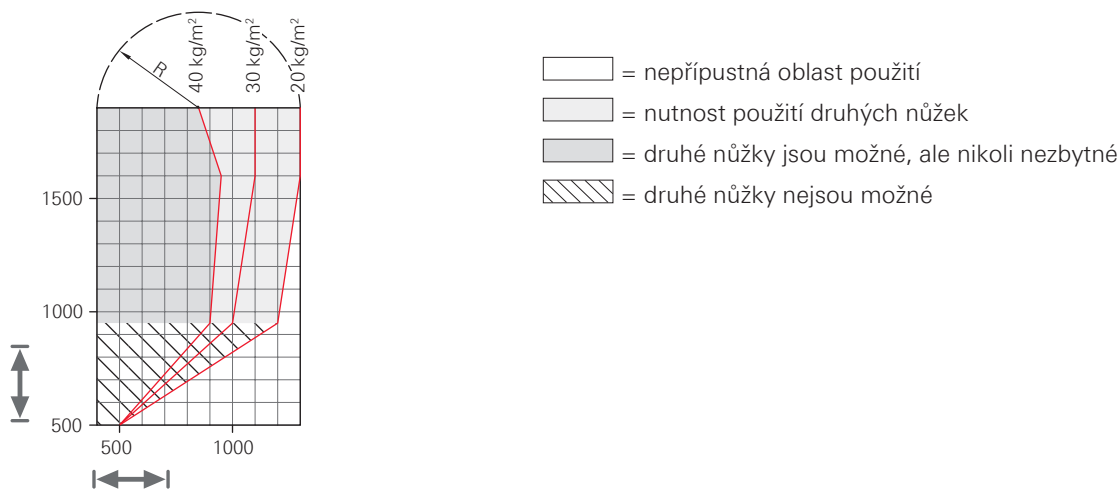 40 kg/m²
30 kg/m²
20 kg/m²
R
1500
1000
500
500
1000
= nepřípustná oblast použití
= nutnost použití druhých nůžek
= druhé nůžky jsou možné, ale nikoli nezbytné
= druhé nůžky nejsou možné